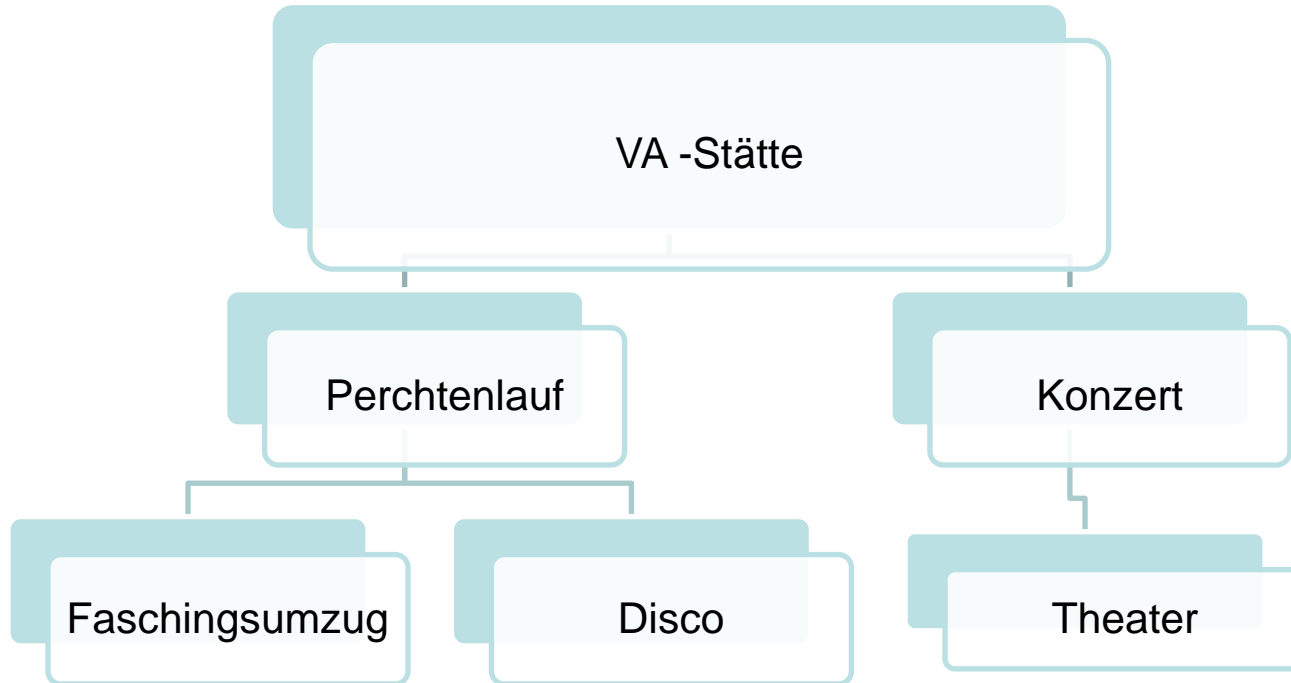 VA -Stätte
Perchtenlauf
Konzert
Faschingsumzug
Disco
Theater